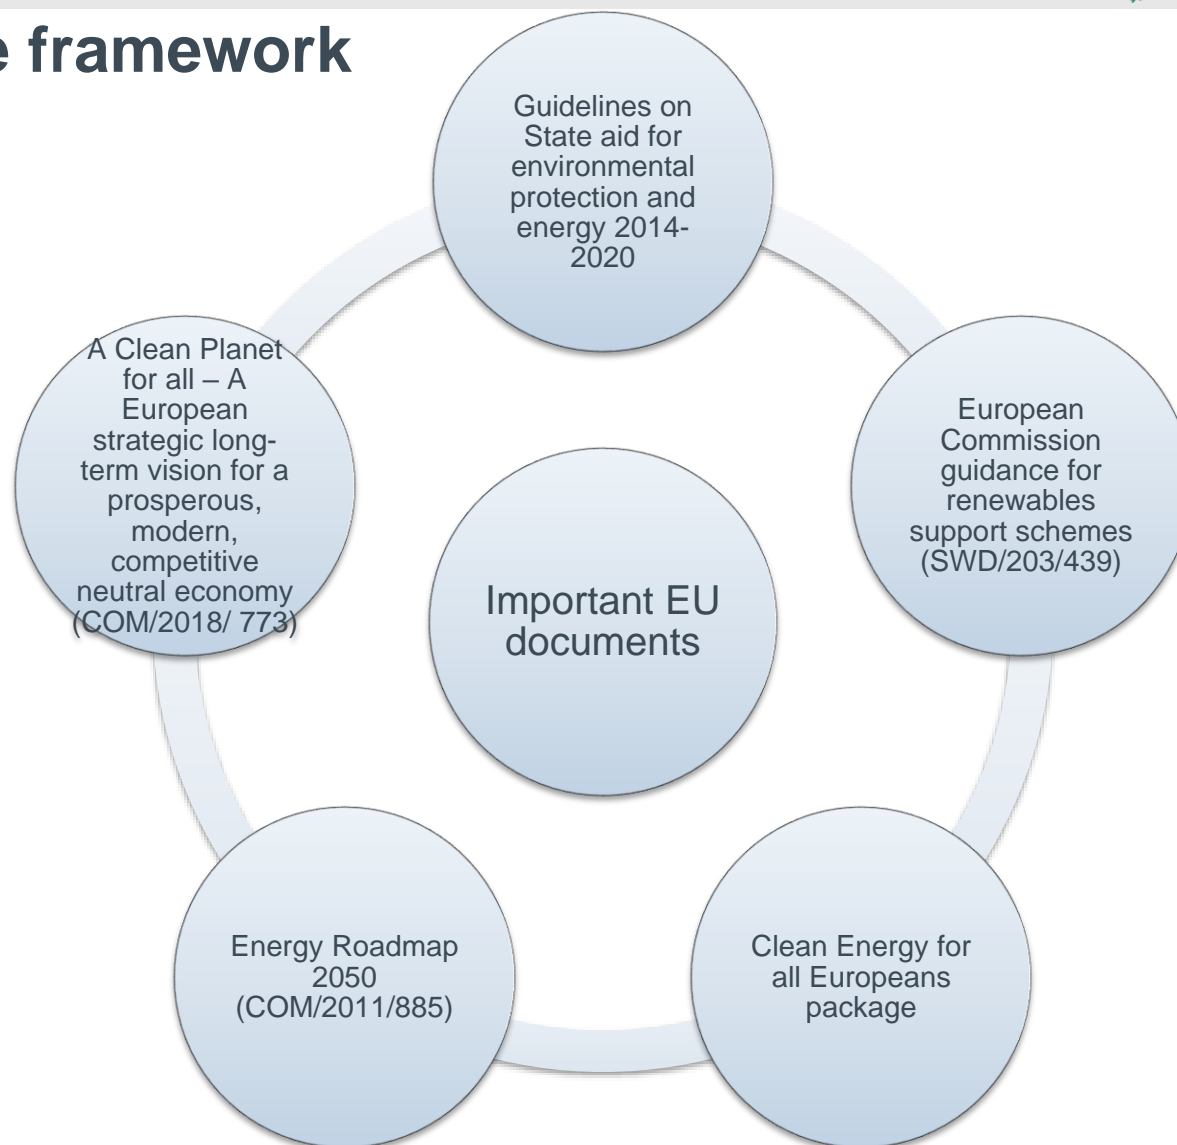 e framework
Guidelines on
State aid for
environmental
protection and
energy 2014-
2020
European
Commission
guidance for
renewables
support schemes
(SWD/203/439)
Clean Energy for
all Europeans
package
Energy Roadmap
2050
(COM/2011/885)
A Clean Planet
for all – A
European
strategic long-
term vision for a
prosperous,
modern,
competitive
neutral economy
(COM/2018/ 773)
Important EU
documents